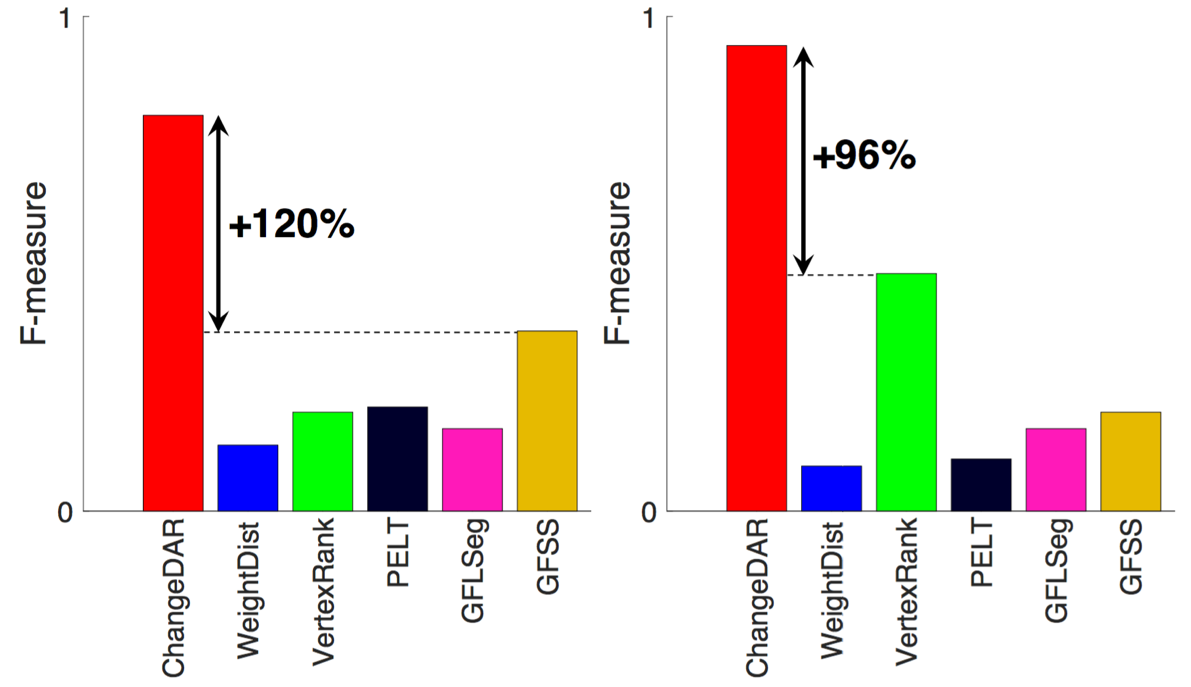 1
0
F-measure
+120%
ChangeDAR
WeightDist
VertexRank
PELT
GFLSeg
GFSS
1
0
F-measure
+96%
ChangeDAR
WeightDist
VertexRank
PELT
GFLSeg
GFSS